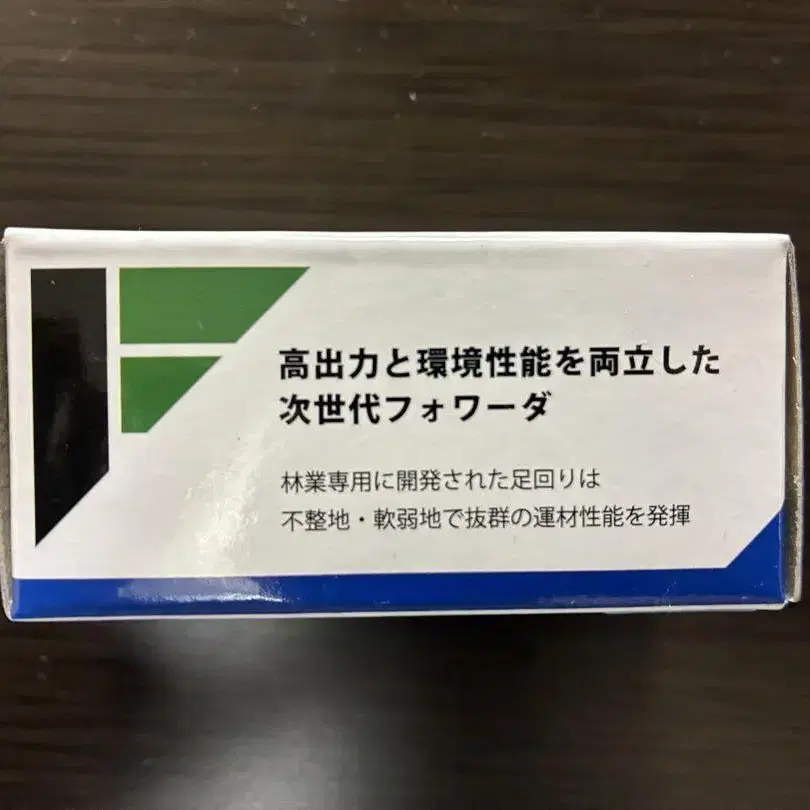 高出力と環境性能を両立した
次世代フォワーダ
林業専用に開発された足回りは
不整地・軟弱地で抜群の運材性能を発揮